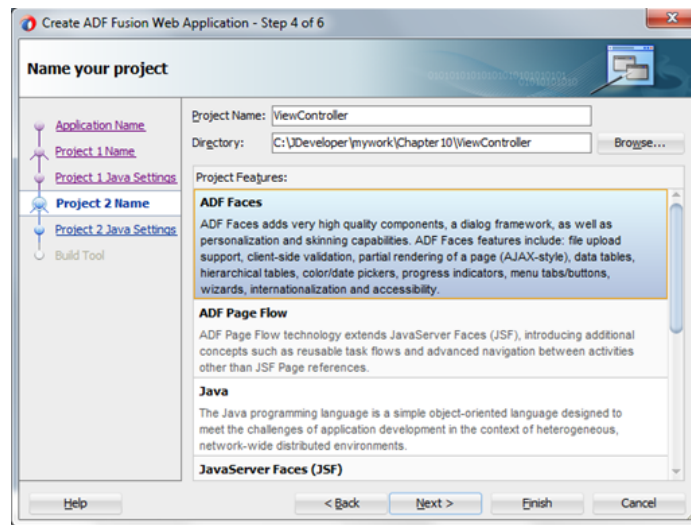 Create ADF Fusion Web Application - Step 4 of 6
Name your project
Application Name
Project 1 Name
Project 1 Java Settings
Project 2 Name
Project 2 Java Settings
Build Tool
Project Name: ViewController
Directory: C:\JDeveloper\mywork\Chapter10\ViewController Browse...
Project Features:
ADF Faces
ADF Faces adds very high quality components, a dialog framework, as well as
personalization and skinning capabilities. ADF Faces features include: file upload
support, client-side validation, partial rendering of a page (AJAX-style), data tables,
hierarchical tables, color/date pickers, progress indicators, menu tabs/buttons,
wizards, internationalization and accessibility.
ADF Page Flow
ADF Page Flow technology extends JavaServer Faces (JSF), introducing additional
concepts such as reusable task flows and advanced navigation between activities
other than JSF Page references.
Java
The Java programming language is a simple object-oriented language designed to
meet the challenges of application development in the context of heterogeneous,
network-wide distributed environments.
JavaServer Faces (JSF)
Help < Back Next > Finish Cancel